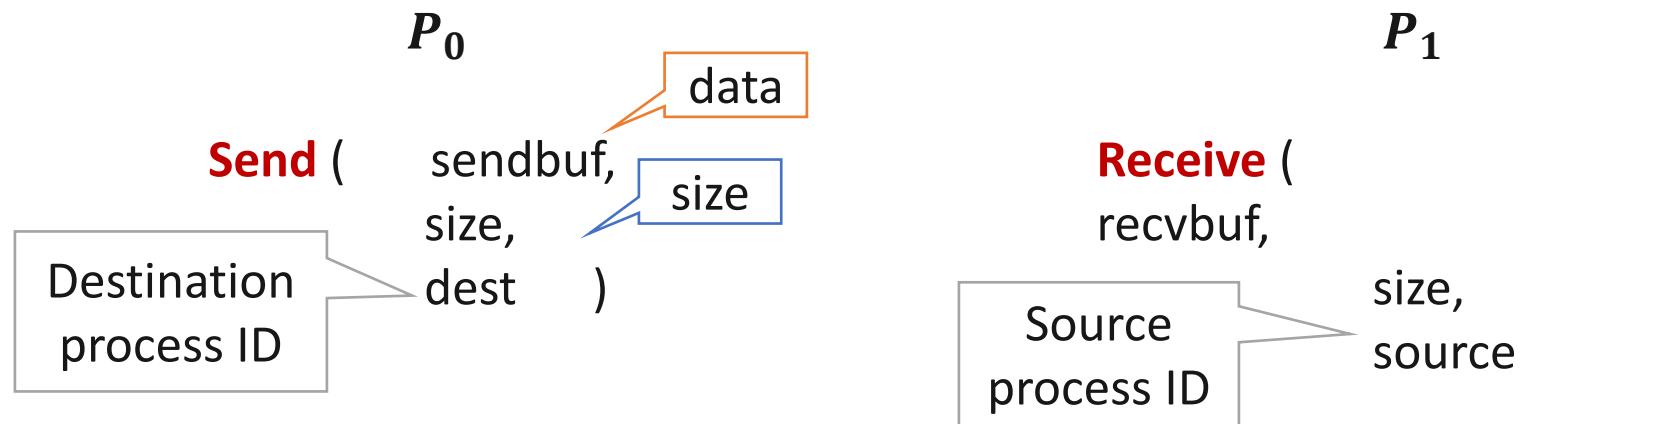 P0
P1
data
Send ( sendbuf,
size
size,
Destination
process ID
dest )
Receive (
recvbuf,
size,
Source
process ID
source